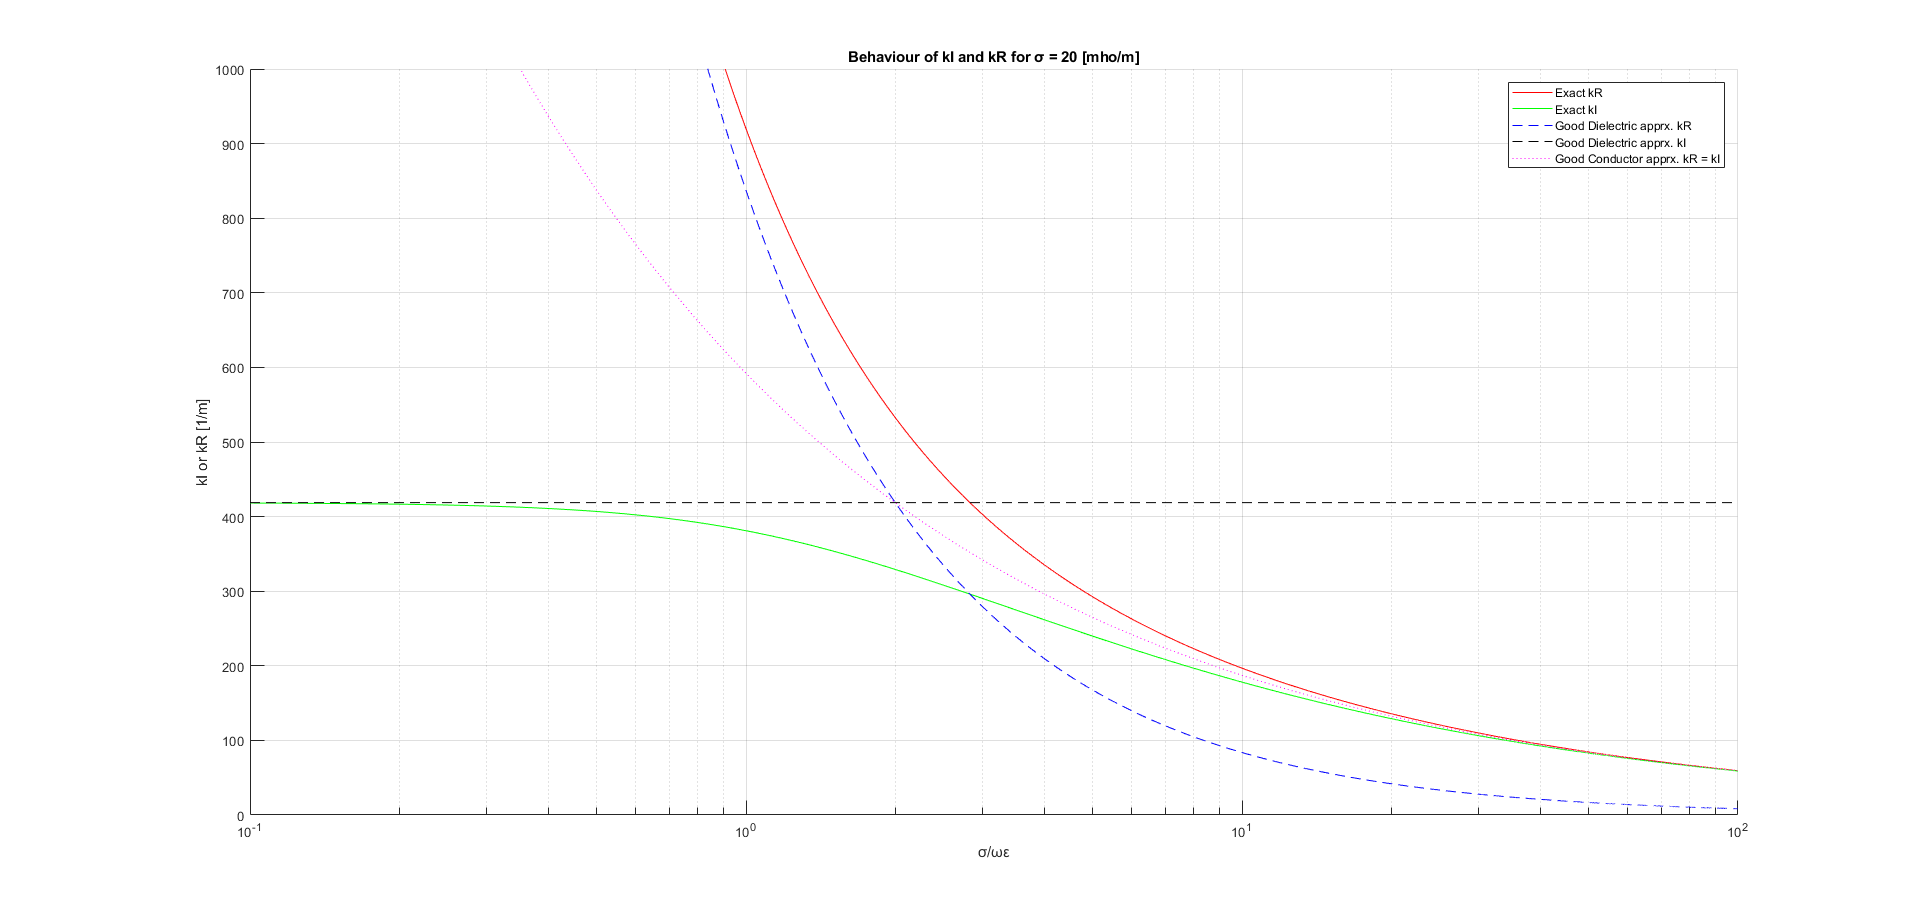 Behaviour of kI and kR for σ = 20 [mho/m]
1000
900
800
700
600
500
400
300
200
100
0
kI or kR [1/m]
Exact kR
Exact kI
Good Dielectric apprx. kR
Good Dielectric apprx. kI
Good Conductor apprx. kR = kI
10^-1
10^0
10^1
10^2
σ/ωε